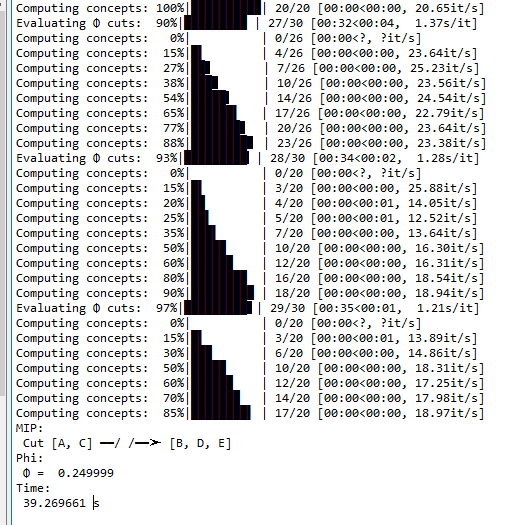 Computing concepts: 100%| | 20/20 [00:00<00:00, 20.65it/s]
Evaluating Φ cuts:  90%| | 27/30 [00:32<00:04,  1.37s/it]
Computing concepts:   0%| | 0/26 [00:00<?, ?it/s]
Computing concepts:  15%| | 4/26 [00:00<00:00, 23.64it/s]
Computing concepts:  27%| | 7/26 [00:00<00:00, 25.23it/s]
Computing concepts:  38%| | 10/26 [00:00<00:00, 23.56it/s]
Computing concepts:  54%| | 14/26 [00:00<00:00, 24.54it/s]
Computing concepts:  65%| | 17/26 [00:00<00:00, 22.79it/s]
Computing concepts:  77%| | 20/26 [00:00<00:00, 23.64it/s]
Computing concepts:  88%| | 23/26 [00:00<00:00, 23.38it/s]
Evaluating Φ cuts:  93%| | 28/30 [00:34<00:02,  1.28s/it]
Computing concepts:   0%| | 0/20 [00:00<?, ?it/s]
Computing concepts:  15%| | 3/20 [00:00<00:00, 25.88it/s]
Computing concepts:  20%| | 4/20 [00:00<00:01, 14.05it/s]
Computing concepts:  25%| | 5/20 [00:00<00:01, 12.52it/s]
Computing concepts:  35%| | 7/20 [00:00<00:00, 13.64it/s]
Computing concepts:  50%| | 10/20 [00:00<00:00, 16.30it/s]
Computing concepts:  60%| | 12/20 [00:00<00:00, 16.31it/s]
Computing concepts:  80%| | 16/20 [00:00<00:00, 18.54it/s]
Computing concepts:  90%| | 18/20 [00:00<00:00, 18.94it/s]
Evaluating Φ cuts:  97%| | 29/30 [00:35<00:01,  1.21s/it]
Computing concepts:   0%| | 0/20 [00:00<?, ?it/s]
Computing concepts:  15%| | 3/20 [00:00<00:01, 13.89it/s]
Computing concepts:  30%| | 6/20 [00:00<00:00, 14.86it/s]
Computing concepts:  50%| | 10/20 [00:00<00:00, 18.31it/s]
Computing concepts:  60%| | 12/20 [00:00<00:00, 17.25it/s]
Computing concepts:  70%| | 14/20 [00:00<00:00, 17.98it/s]
Computing concepts:  85%| | 17/20 [00:00<00:00, 18.97it/s]
MIP:
Cut [A, C] ━━/ /━━➤ [B, D, E]
Phi:
Φ =  0.249999
Time:
39.269661 s